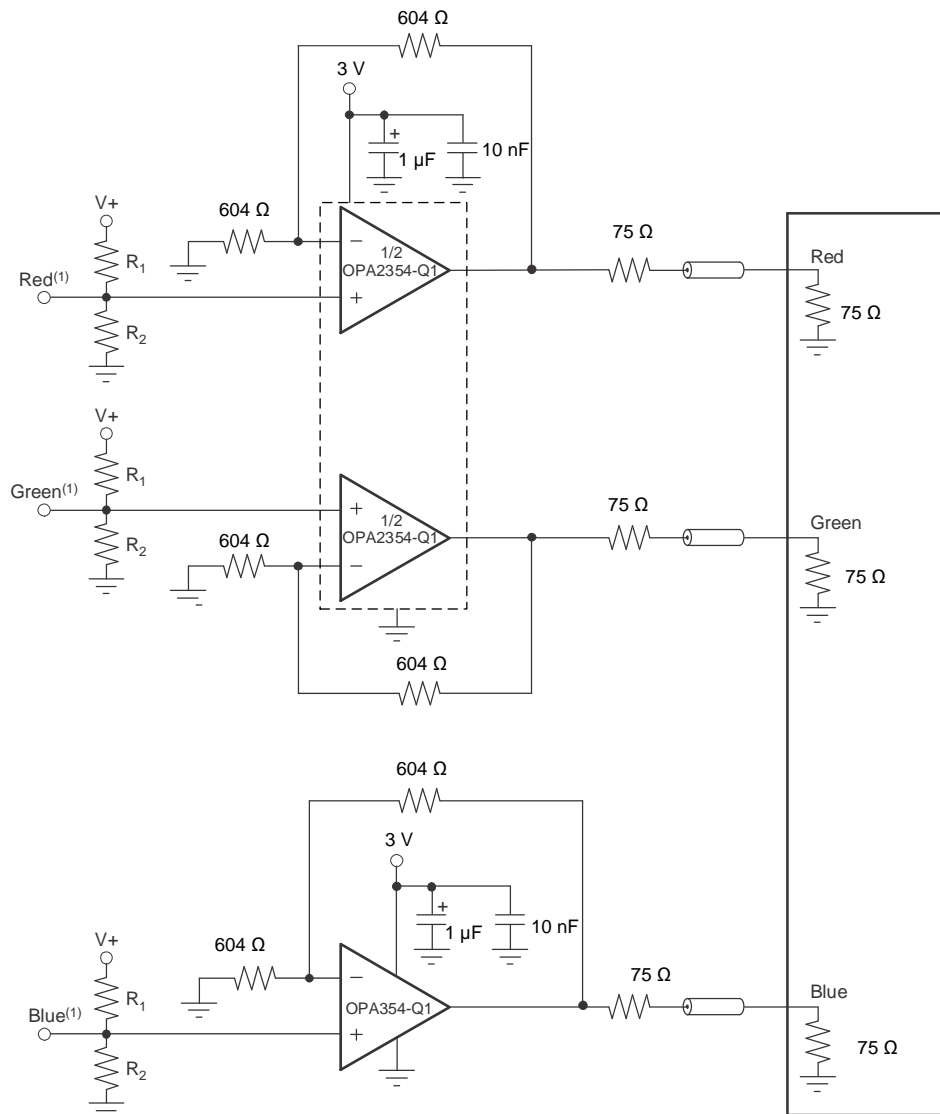 604 Ω
3 V
+
1 µF
10 nF
604 Ω
V+
R1
Red(1)
R2
−
+
1/2
OPA2354-Q1
75 Ω
Red
75 Ω
V+
R1
Green(1)
R2
604 Ω
+
−
1/2
OPA2354-Q1
75 Ω
Green
75 Ω
604 Ω
604 Ω
3 V
+
1 µF
10 nF
604 Ω
V+
R1
Blue(1)
R2
−
+
OPA354-Q1
75 Ω
Blue
75 Ω